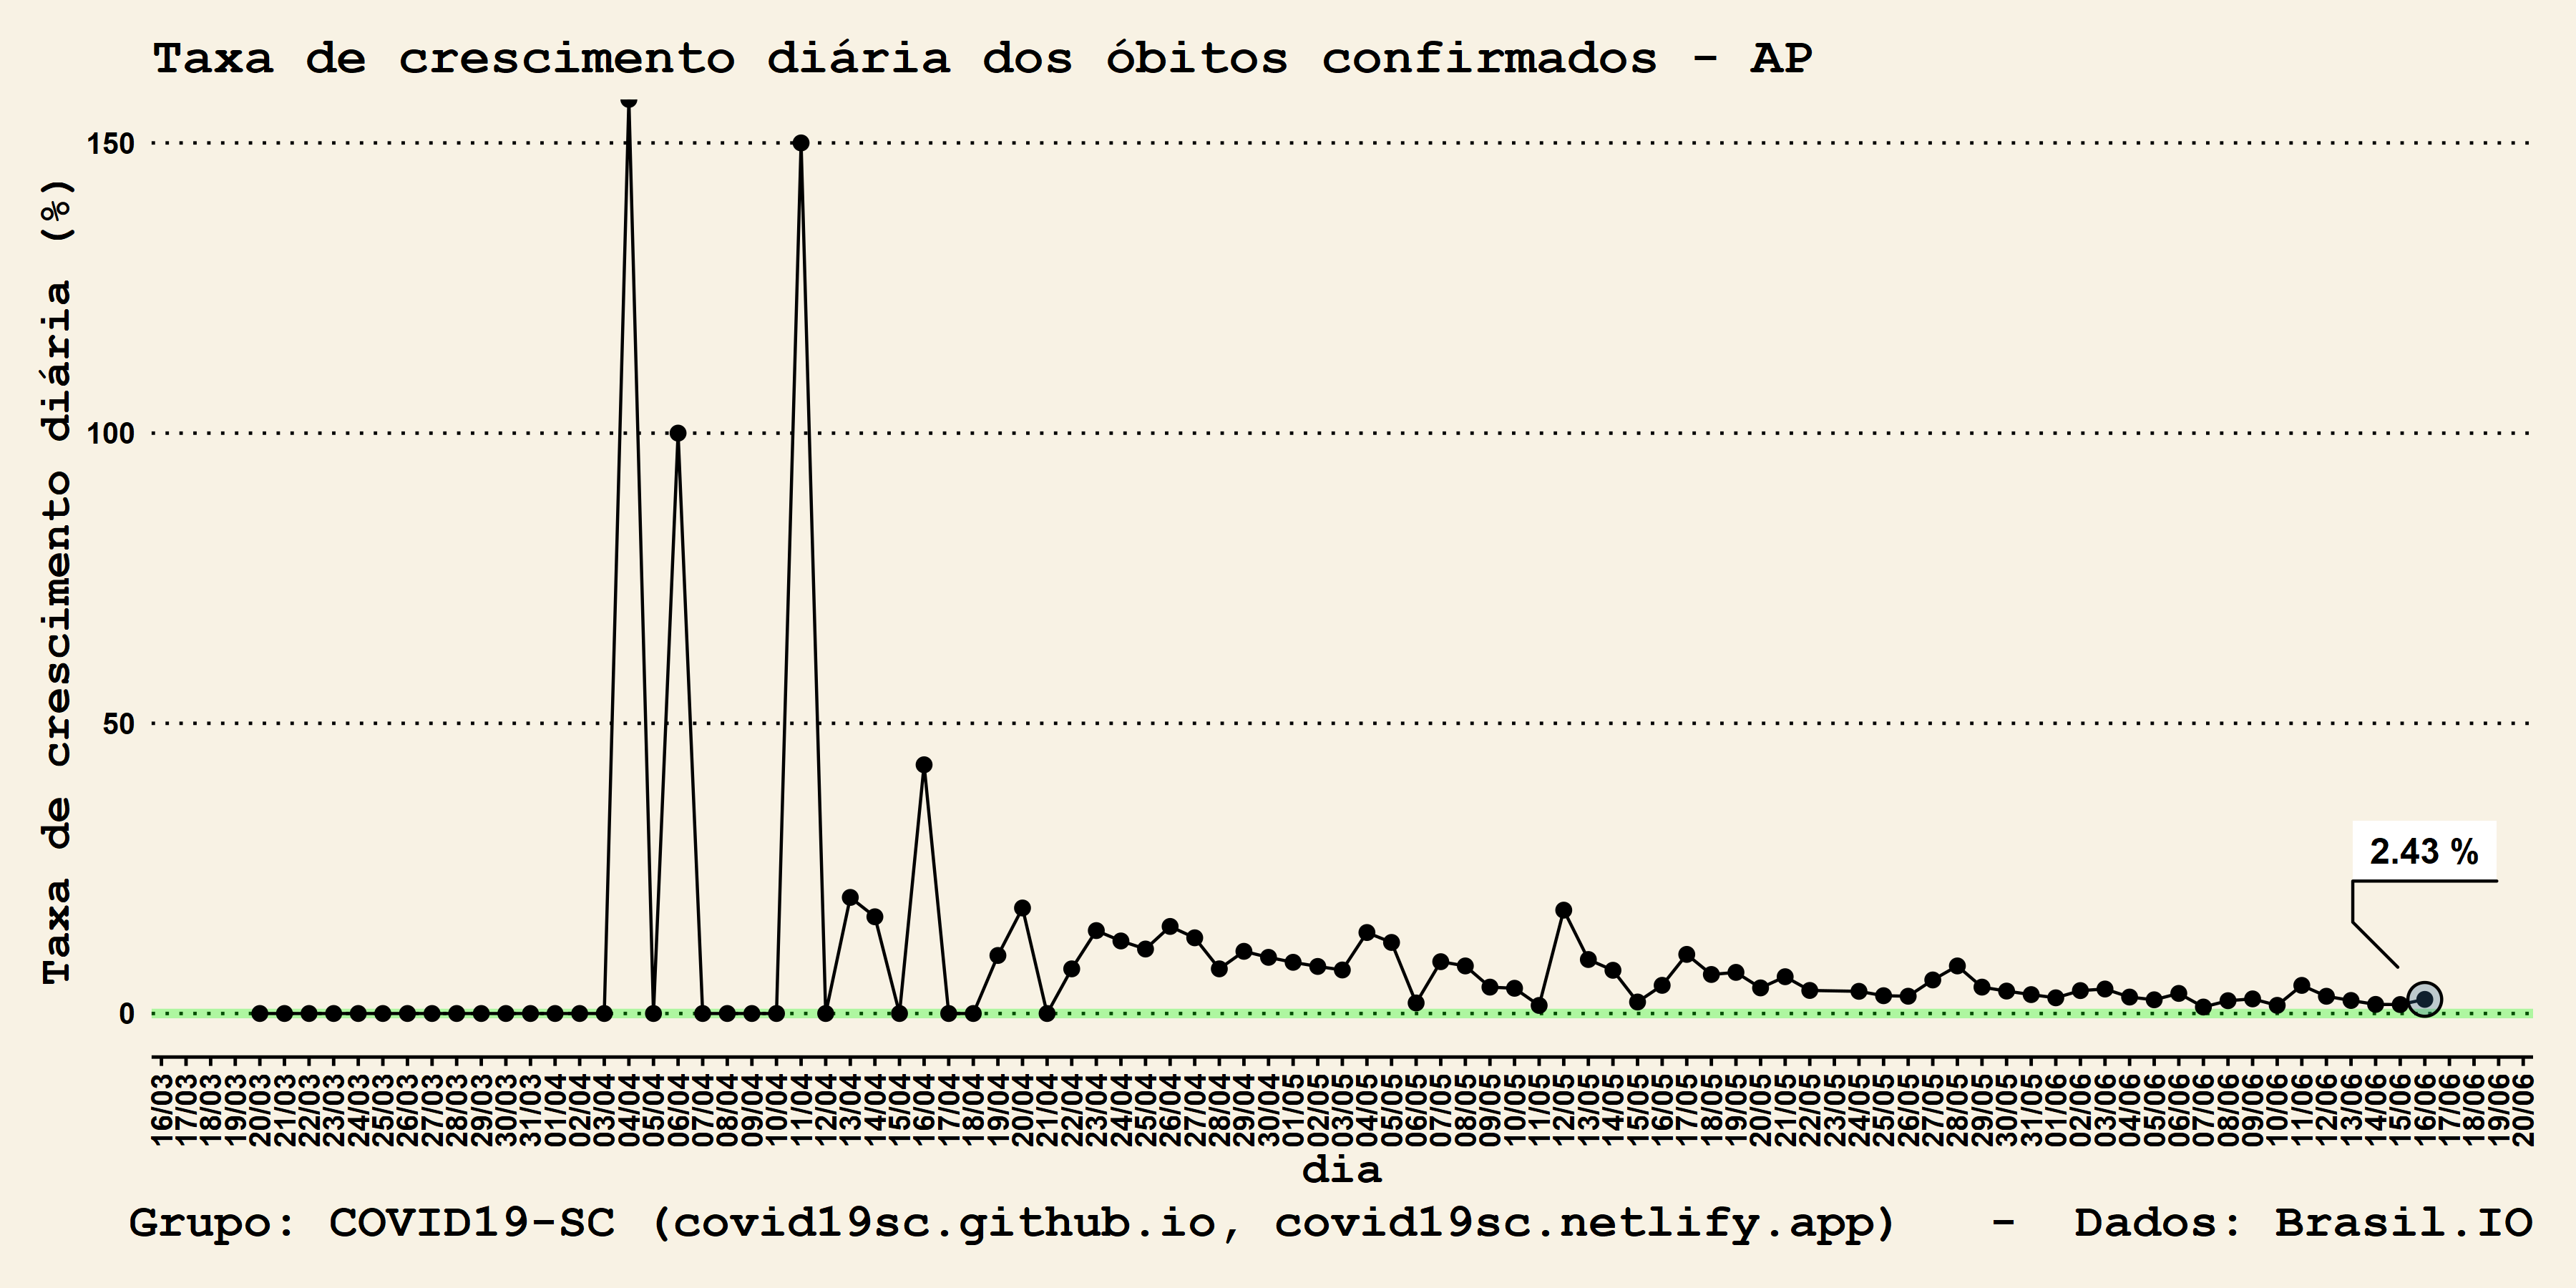 Taxa de crescimento diária dos óbitos confirmados - AP
Taxa de crescimento diária (%)
150
100
50
0
2.43 %
16/03 17/03 18/03 19/03 20/03 21/03 22/03 23/03 24/03 25/03 26/03 27/03 28/03 29/03 30/03 31/03 01/04 02/04 03/04 04/04 05/04 06/04 07/04 08/04 09/04 10/04 11/04 12/04 13/04 14/04 15/04 16/04 17/04 18/04 19/04 20/04 21/04 22/04 23/04 24/04 25/04 26/04 27/04 28/04 29/04 30/04 01/05 02/05 03/05 04/05 05/05 06/05 07/05 08/05 09/05 10/05 11/05 12/05 13/05 14/05 15/05 16/05 17/05 18/05 19/05 20/05 21/05 22/05 23/05 24/05 25/05 26/05 27/05 28/05 29/05 30/05 31/05 01/06 02/06 03/06 04/06 05/06 06/06 07/06 08/06 09/06 10/06 11/06 12/06 13/06 14/06 15/06 16/06 17/06 18/06 19/06 20/06
dia
Grupo: COVID19-SC (covid19sc.github.io, covid19sc.netlify.app) - Dados: Brasil.IO